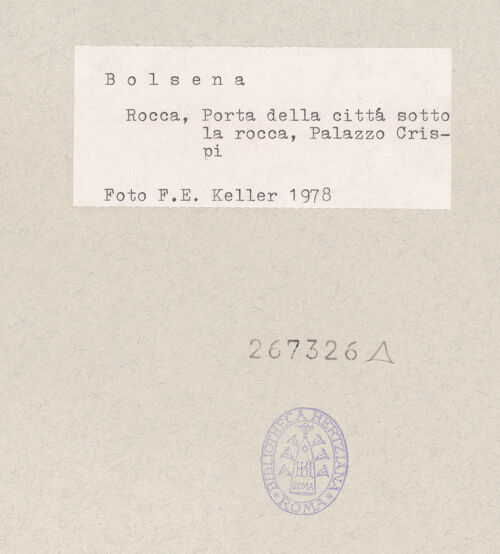 B o l s e n a
Rocca, Porta della cittá sotto
la rocca, Palazzo Cris-
pi
Foto F.E. Keller 1978
267326
BIBLIOTHECA HERTZIANA
ROMA
* ROMA *